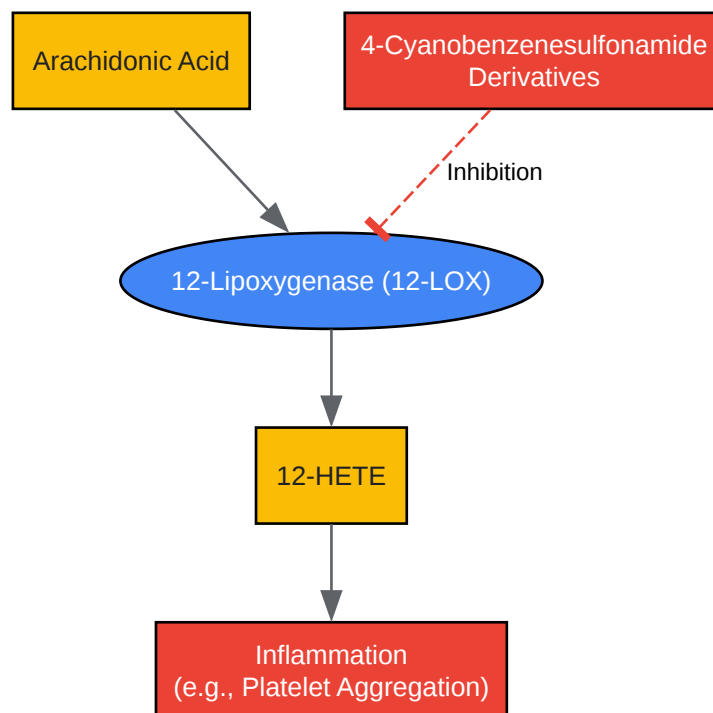 Arachidonic Acid
4-Cyanobenzenesulfonamide
Derivatives
Inhibition
12-Lipoxygenase (12-LOX)
12-HETE
Inflammation
(e.g., Platelet Aggregation)